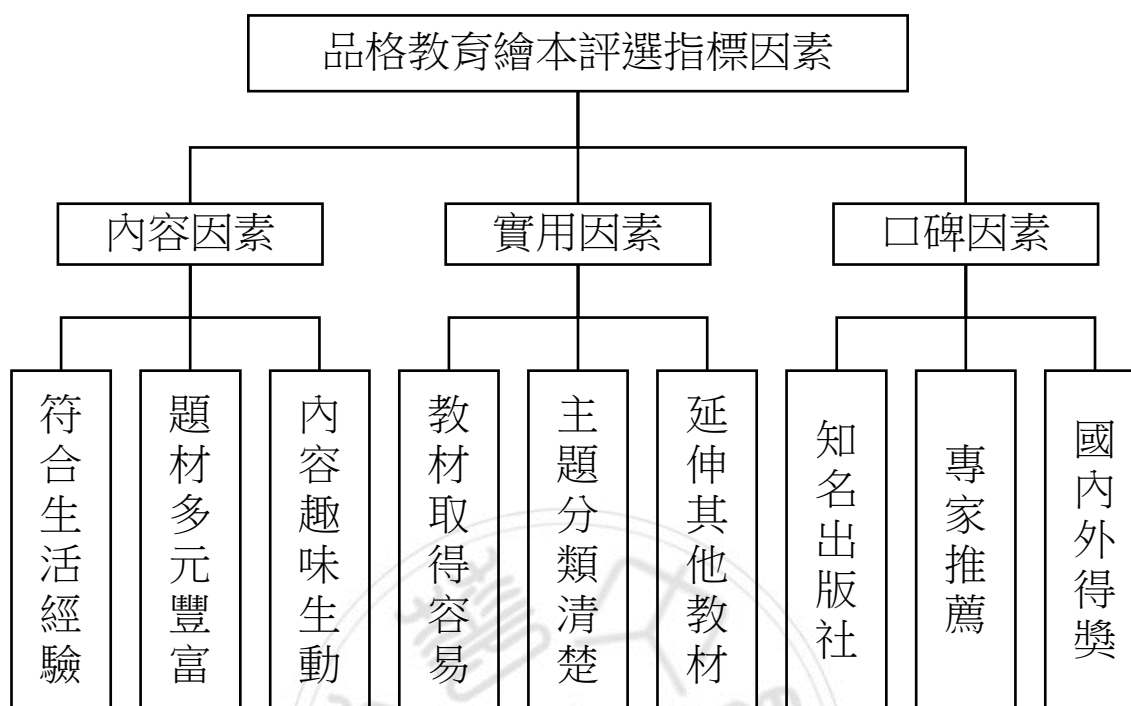 品格教育繪本評選指標因素
內容因素
實用因素
口碑因素
符合生活經驗
題材多元豐富
內容趣味生動
教材取得容易
主題分類清楚
延伸其他教材
知名出版社
專家推薦
國內外得獎